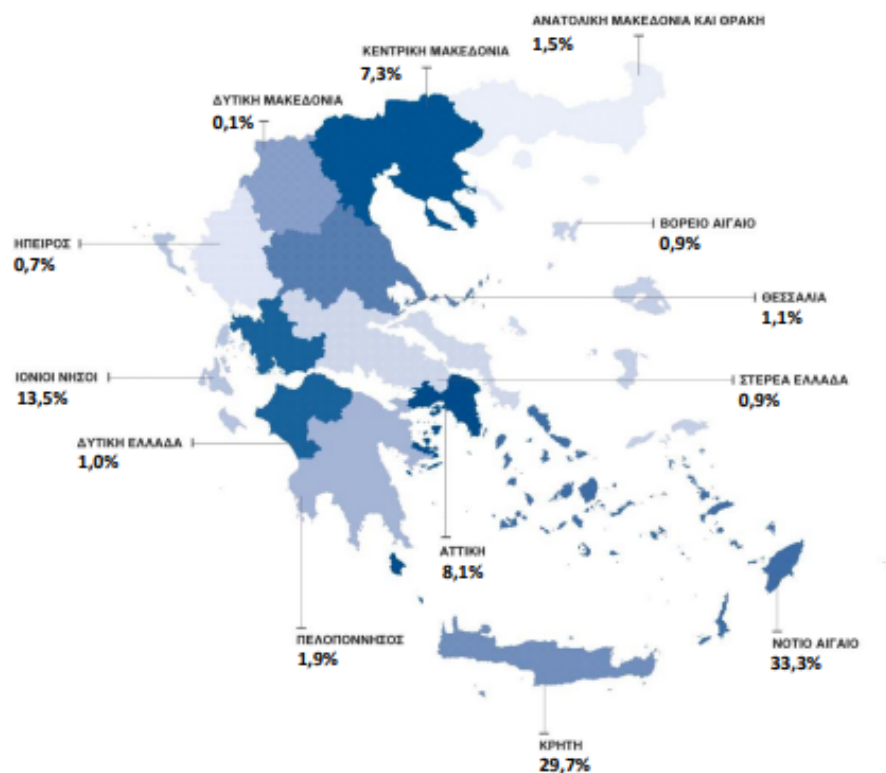 ΑΝΑΤΟΛΙΚΗ ΜΑΚΕΔΟΝΙΑ ΚΑΙ ΘΡΑΚΗ
1,5%
ΚΕΝΤΡΙΚΗ ΜΑΚΕΔΟΝΙΑ
7,3%
ΔΥΤΙΚΗ ΜΑΚΕΔΟΝΙΑ
0,1%
ΒΟΡΕΙΟ ΑΙΓΑΙΟ
0,9%
ΗΠΕΙΡΟΣ
0,7%
ΘΕΣΣΑΛΙΑ
1,1%
ΙΟΝΙΟΙ ΝΗΣΟΙ
13,5%
ΣΤΕΡΕΑ ΕΛΛΑΔΑ
0,9%
ΔΥΤΙΚΗ ΕΛΛΑΔΑ
1,0%
ΑΤΤΙΚΗ
8,1%
ΠΕΛΟΠΟΝΝΗΣΟΣ
1,9%
ΝΟΤΙΟ ΑΙΓΑΙΟ
33,3%
ΚΡΗΤΗ
29,7%